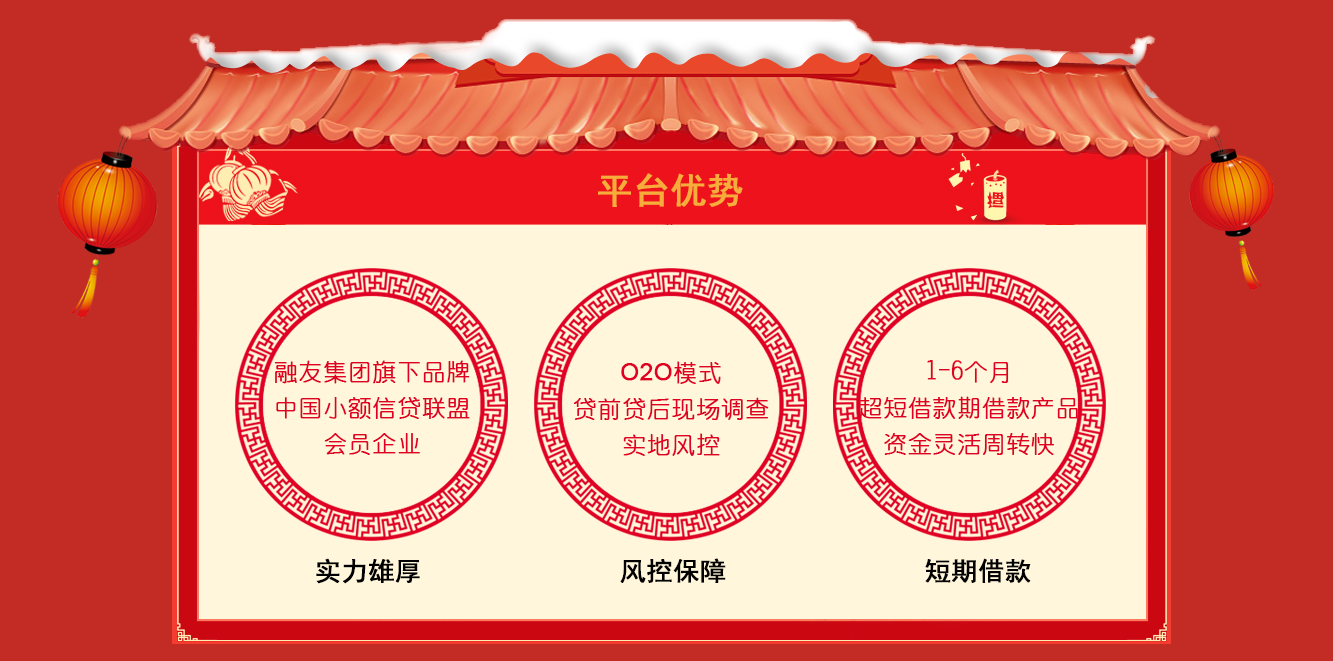 平台优势
融友集团旗下品牌
中国小额信贷联盟
会员企业
O2O模式
贷前贷后现场调查
实地风控
1-6个月
超短借款期借款产品
资金灵活周转快
实力雄厚
风控保障
短期借款